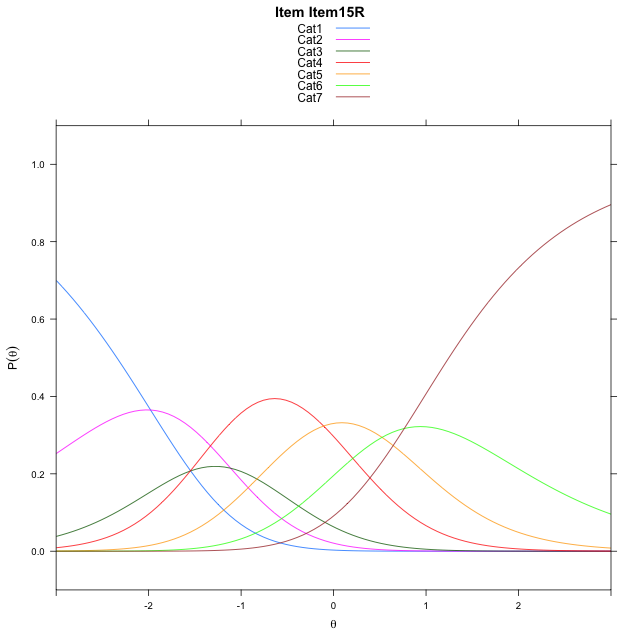 Item Item15R
Cat1
Cat2
Cat3
Cat4
Cat5
Cat6
Cat7
1.0
0.8
0.6
0.4
0.2
0.0
P(θ)
-2 -1 0 1 2
θ